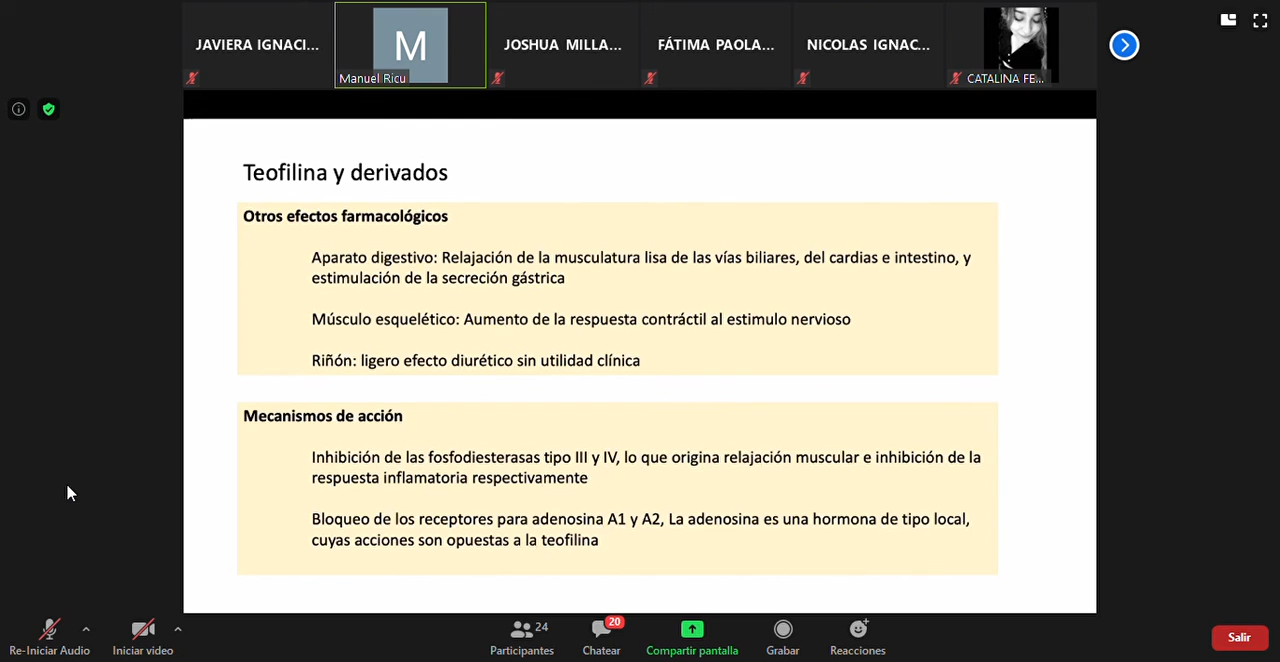 JAVIERA IGNACI...
M
Manuel Ricu
JOSHUA MILLA...
FÁTIMA PAOLA...
NICOLAS IGNAC...
CATALINA FE...
Teofilina y derivados
Otros efectos farmacológicos
Aparato digestivo: Relajación de la musculatura lisa de las vías biliares, del cardias e intestino, y
estimulación de la secreción gástrica
Músculo esquelético: Aumento de la respuesta contráctil al estimulo nervioso
Riñón: ligero efecto diurético sin utilidad clínica
Mecanismos de acción
Inhibición de las fosfodiesterasas tipo III y IV, lo que origina relajación muscular e inhibición de la
respuesta inflamatoria respectivamente
Bloqueo de los receptores para adenosina A1 y A2, La adenosina es una hormona de tipo local,
cuyas acciones son opuestas a la teofilina
Re-Iniciar Audio
Iniciar video
24
Participantes
20
Chatear
Compartir pantalla
Grabar
Reacciones
Salir